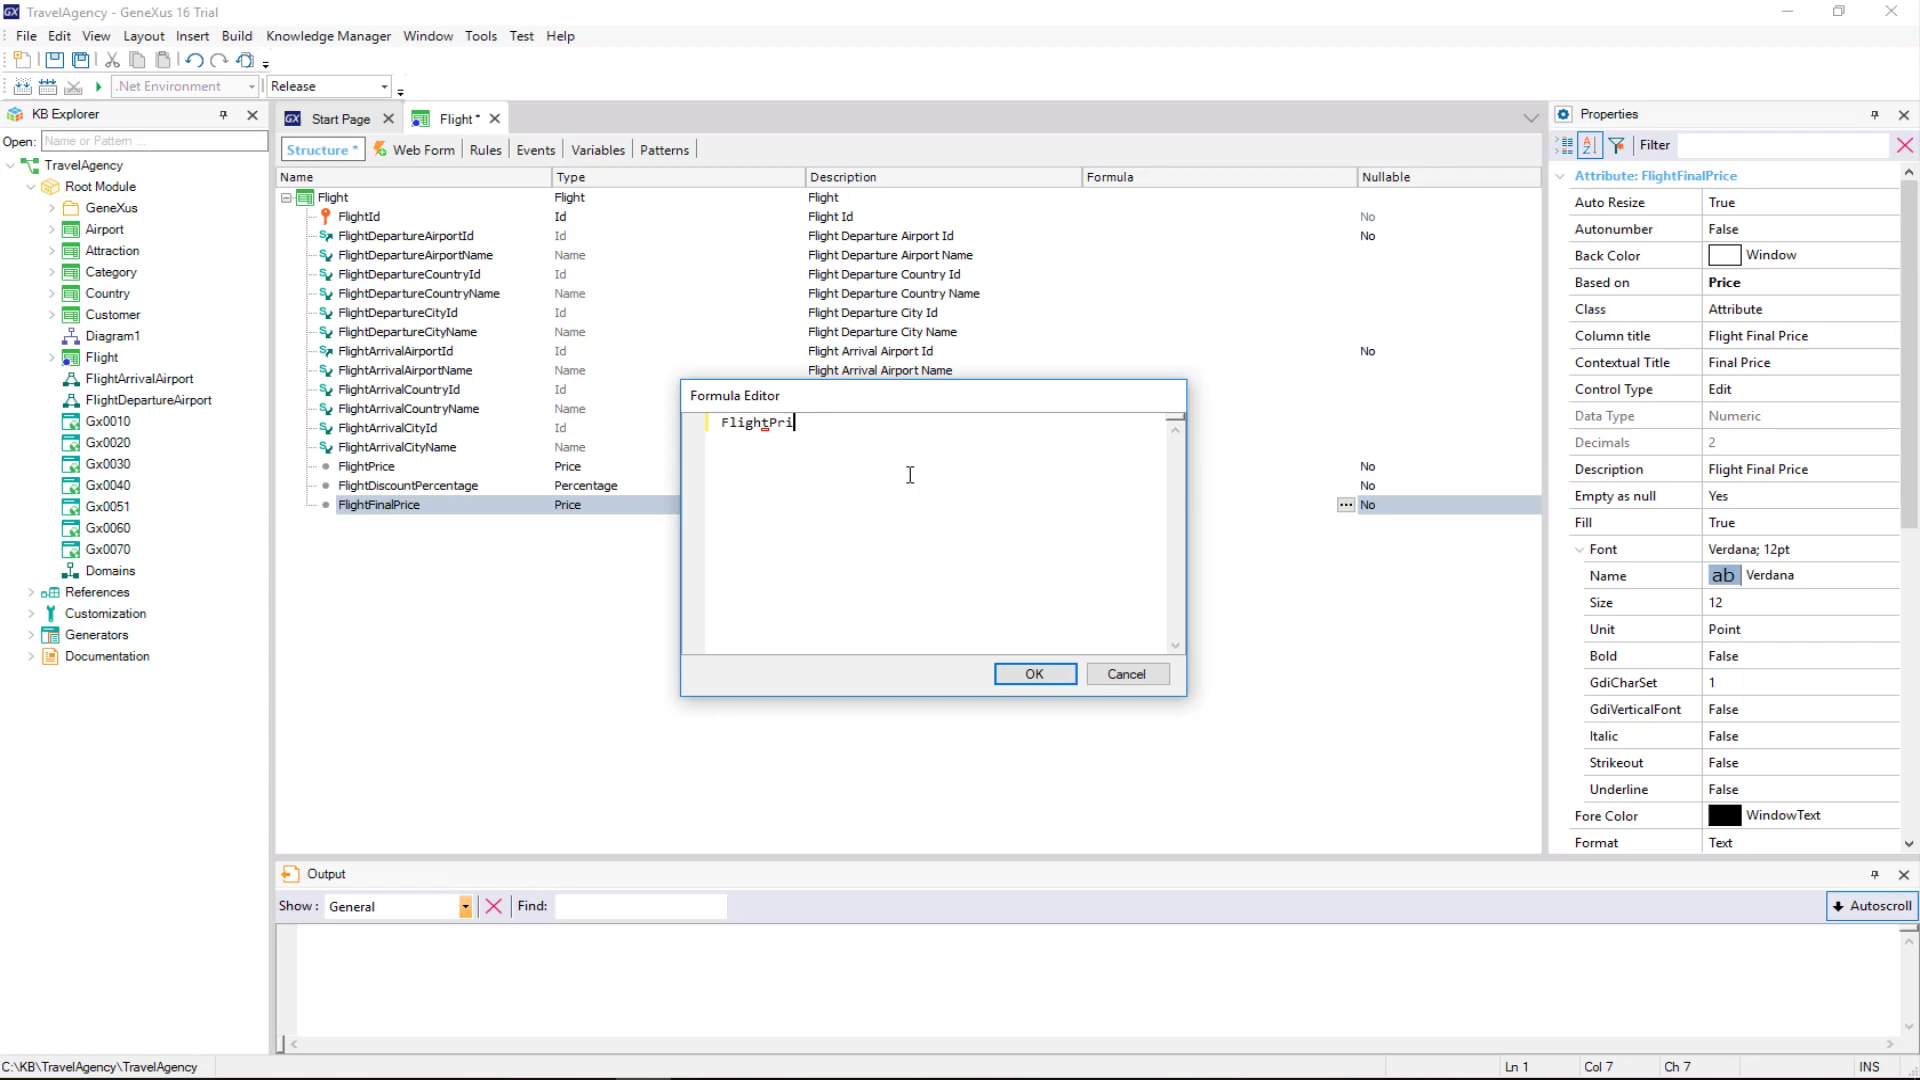 TravelAgency - GeneXus 16 Trial
File Edit View Layout Insert Build Knowledge Manager Window Tools Test Help
.Net Environment Release
KB Explorer
Open: Name or Pattern ...
TravelAgency
Root Module
GeneXus
Airport
Attraction
Category
Country
Customer
Diagram1
Flight
FlightArrivalAirport
FlightDepartureAirport
Gx0010
Gx0020
Gx0030
Gx0040
Gx0051
Gx0060
Gx0070
Domains
References
Customization
Generators
Documentation
Start Page Flight *
Structure * Web Form Rules Events Variables Patterns
Name Type Description Formula Nullable
Flight Flight Flight
FlightId Id Flight Id No
FlightDepartureAirportId Id Flight Departure Airport Id No
FlightDepartureAirportName Name Flight Departure Airport Name
FlightDepartureCountryId Id Flight Departure Country Id
FlightDepartureCountryName Name Flight Departure Country Name
FlightDepartureCityId Id Flight Departure City Id
FlightDepartureCityName Name Flight Departure City Name
FlightArrivalAirportId Id Flight Arrival Airport Id No
FlightArrivalAirportName Name Flight Arrival Airport Name
FlightArrivalCountryId Id
FlightArrivalCountryName Name
FlightArrivalCityId Id
FlightArrivalCityName Name
FlightPrice Price No
FlightDiscountPercentage Percentage No
FlightFinalPrice Price ... No
Formula Editor
FlightPri
OK Cancel
Properties
Filter
Attribute: FlightFinalPrice
Auto Resize True
Autonumber False
Back Color Window
Based on Price
Class Attribute
Column title Flight Final Price
Contextual Title Final Price
Control Type Edit
Data Type Numeric
Decimals 2
Description Flight Final Price
Empty as null Yes
Fill True
Font Verdana; 12pt
Name ab Verdana
Size 12
Unit Point
Bold False
GdiCharSet 1
GdiVerticalFont False
Italic False
Strikeout False
Underline False
Fore Color WindowText
Format Text
Output
Show : General Find: Autoscroll
C:\KB\TravelAgency\TravelAgency Ln 1 Col 7 Ch 7 INS